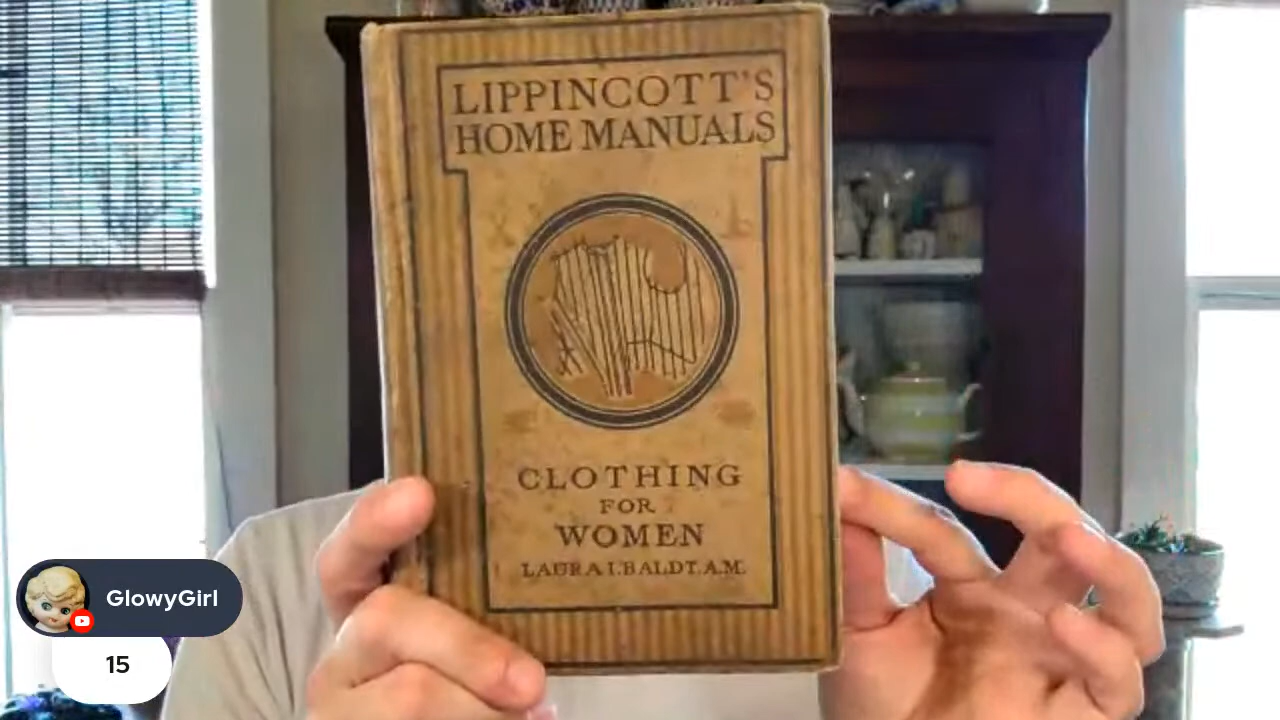 LIPPINCOTT'S
HOME MANUALS
CLOTHING
FOR
WOMEN
LAURA I. BALDT. A.M.
GlowyGirl
15